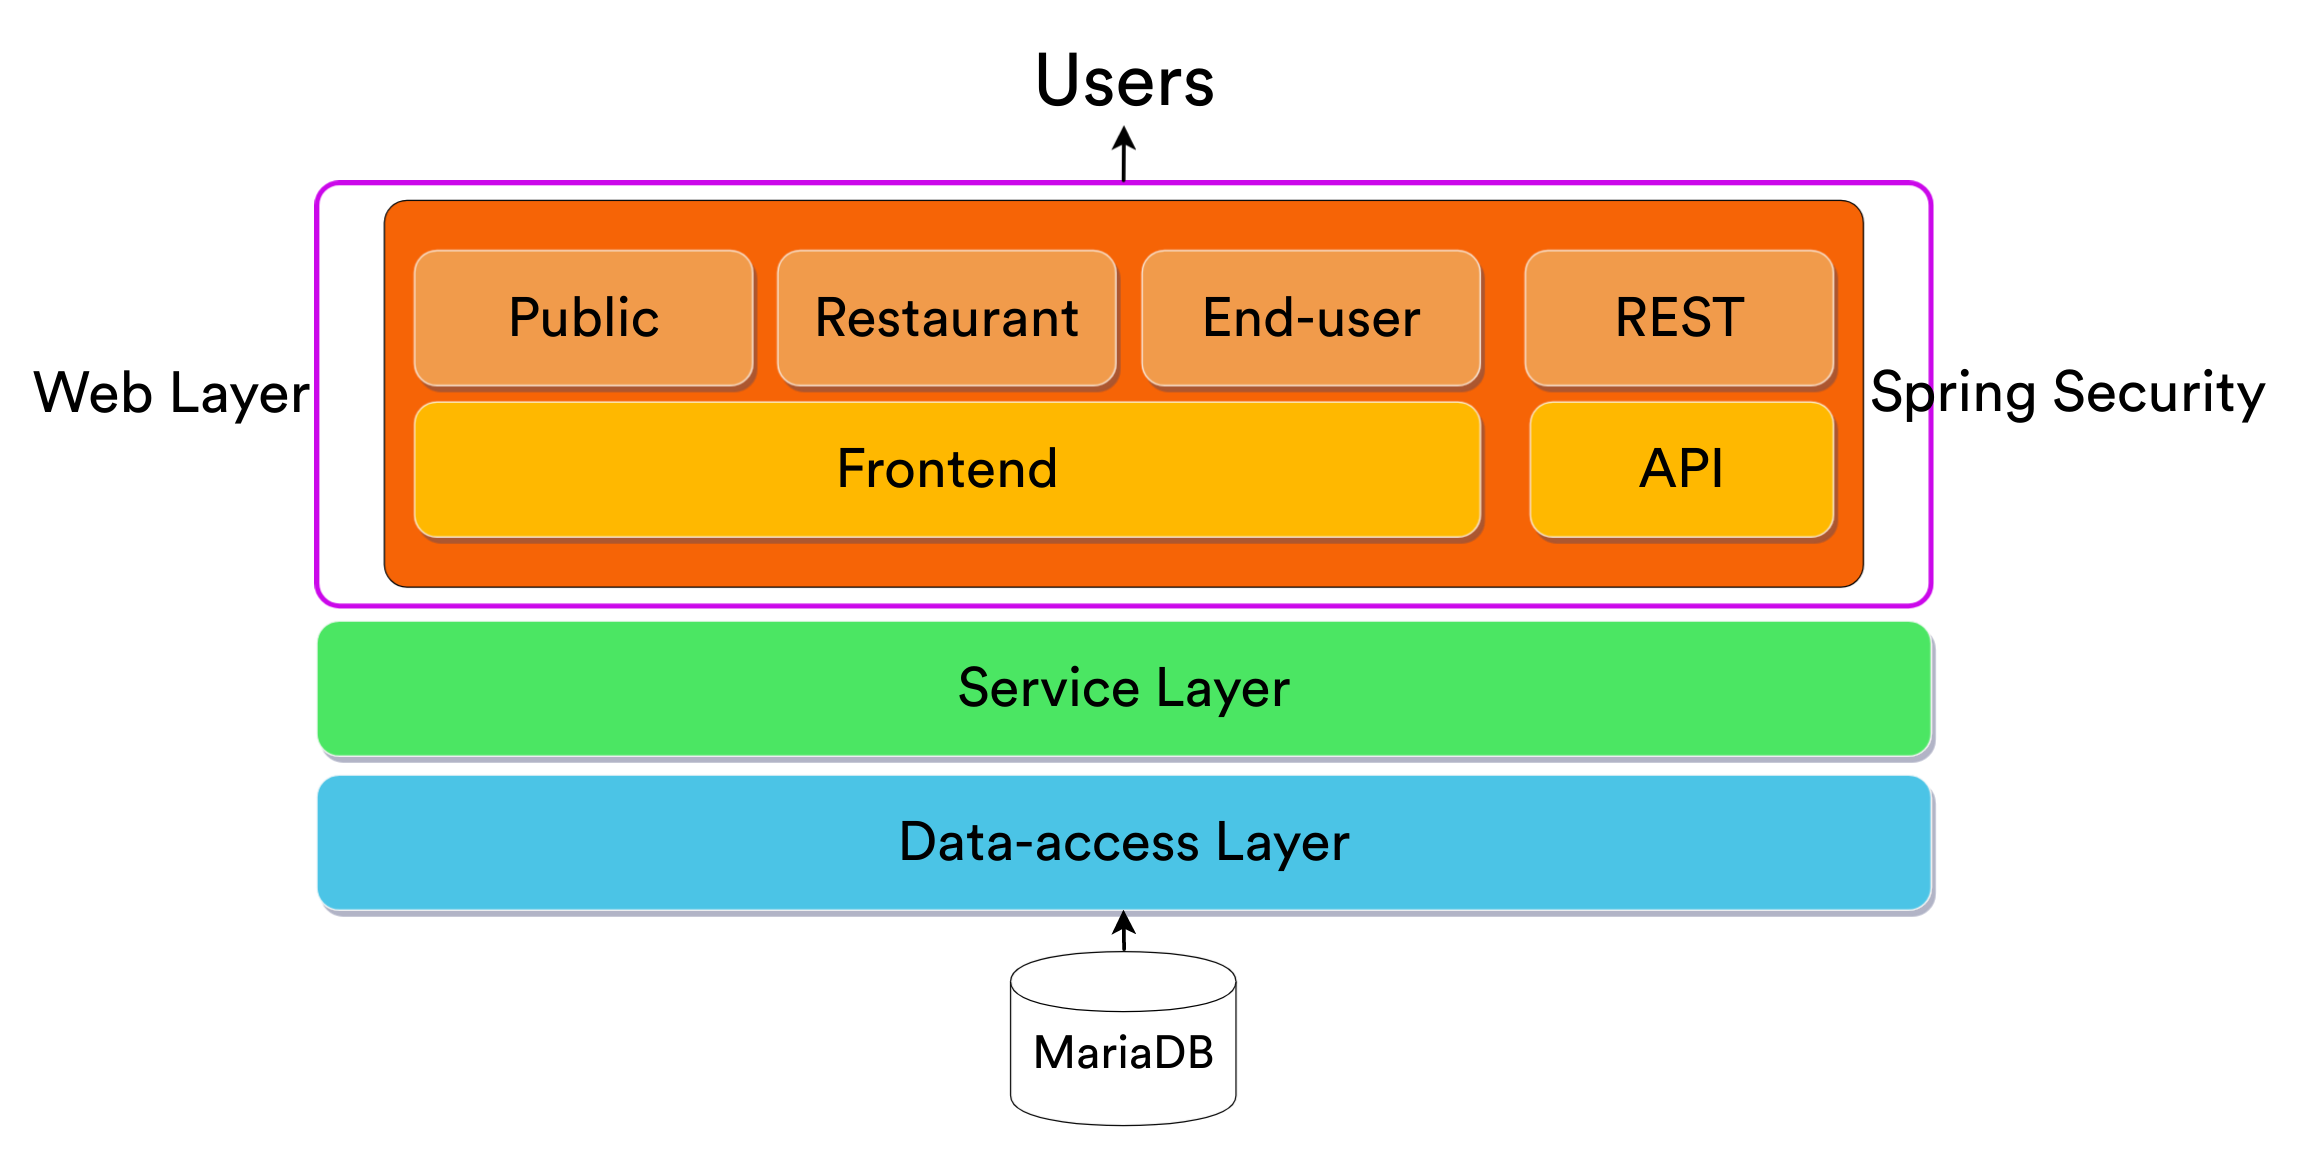 Users
Public
Restaurant
End-user
REST
Web Layer
Spring Security
Frontend
API
Service Layer
Data-access Layer
MariaDB